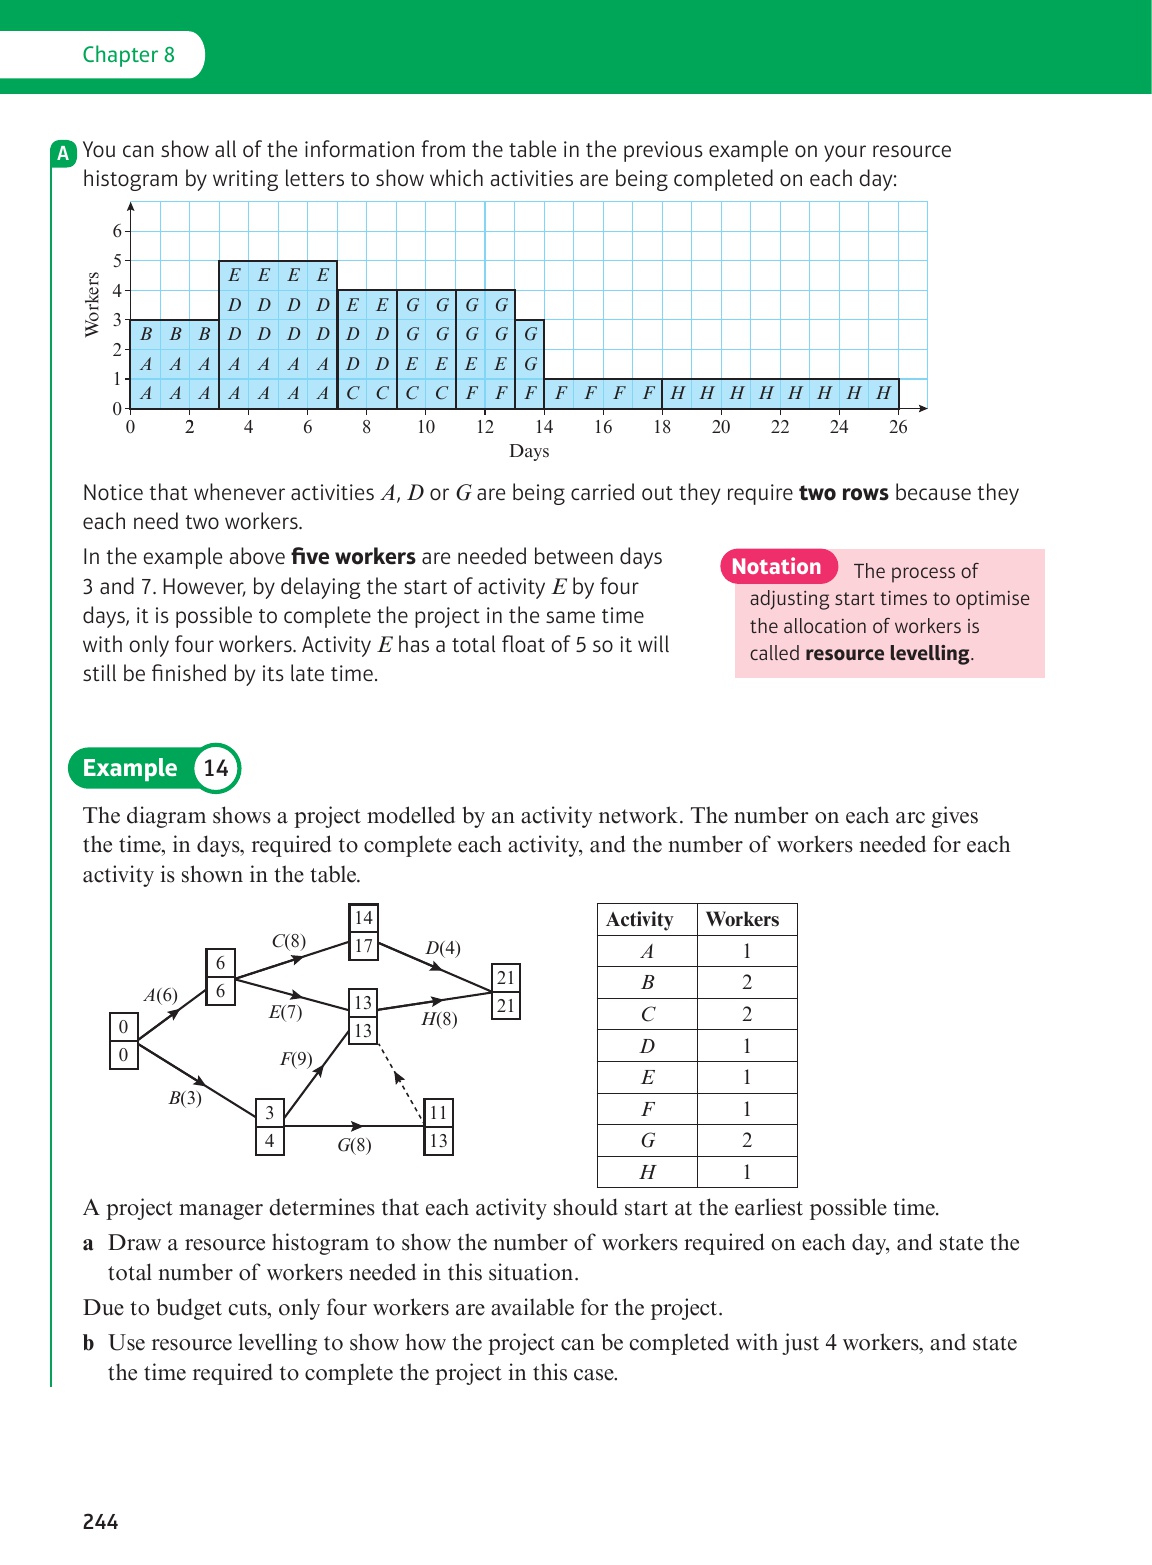 Chapter 8
A You can show all of the information from the table in the previous example on your resource
histogram by writing letters to show which activities are being completed on each day:
Workers
6
5 E E E E
4 D D D D E E G G G G
3 B B B D D D D D D G G G G G
2 A A A A A A A D D E E E E G
1 A A A A A A A C C C C F F F F F F F H H H H H H H H
0
0 2 4 6 8 10 12 14 16 18 20 22 24 26
Days
Notice that whenever activities A, D or G are being carried out they require two rows because they
each need two workers.
In the example above five workers are needed between days
3 and 7. However, by delaying the start of activity E by four
days, it is possible to complete the project in the same time
with only four workers. Activity E has a total float of 5 so it will
still be finished by its late time.
Notation The process of
adjusting start times to optimise
the allocation of workers is
called resource levelling.
Example 14
The diagram shows a project modelled by an activity network. The number on each arc gives
the time, in days, required to complete each activity, and the number of workers needed for each
activity is shown in the table.
14
17
C(8)
D(4)
6
6
A(6)
21
21
E(7)
13
13
H(8)
0
0
F(9)
B(3)
3
4
G(8)
11
13
Activity Workers
A 1
B 2
C 2
D 1
E 1
F 1
G 2
H 1
A project manager determines that each activity should start at the earliest possible time.
a Draw a resource histogram to show the number of workers required on each day, and state the
total number of workers needed in this situation.
Due to budget cuts, only four workers are available for the project.
b Use resource levelling to show how the project can be completed with just 4 workers, and state
the time required to complete the project in this case.
244